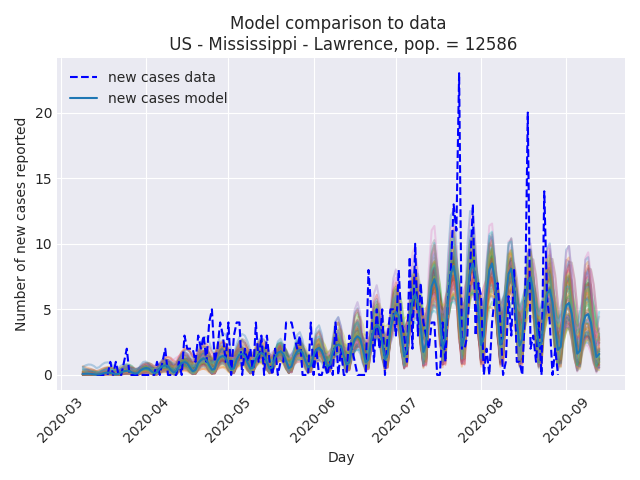 Model comparison to data
US - Mississippi - Lawrence, pop. = 12586
new cases data
new cases model
Number of new cases reported
20
15
10
5
0
2020-03
2020-04
2020-05
2020-06
2020-07
2020-08
2020-09
Day